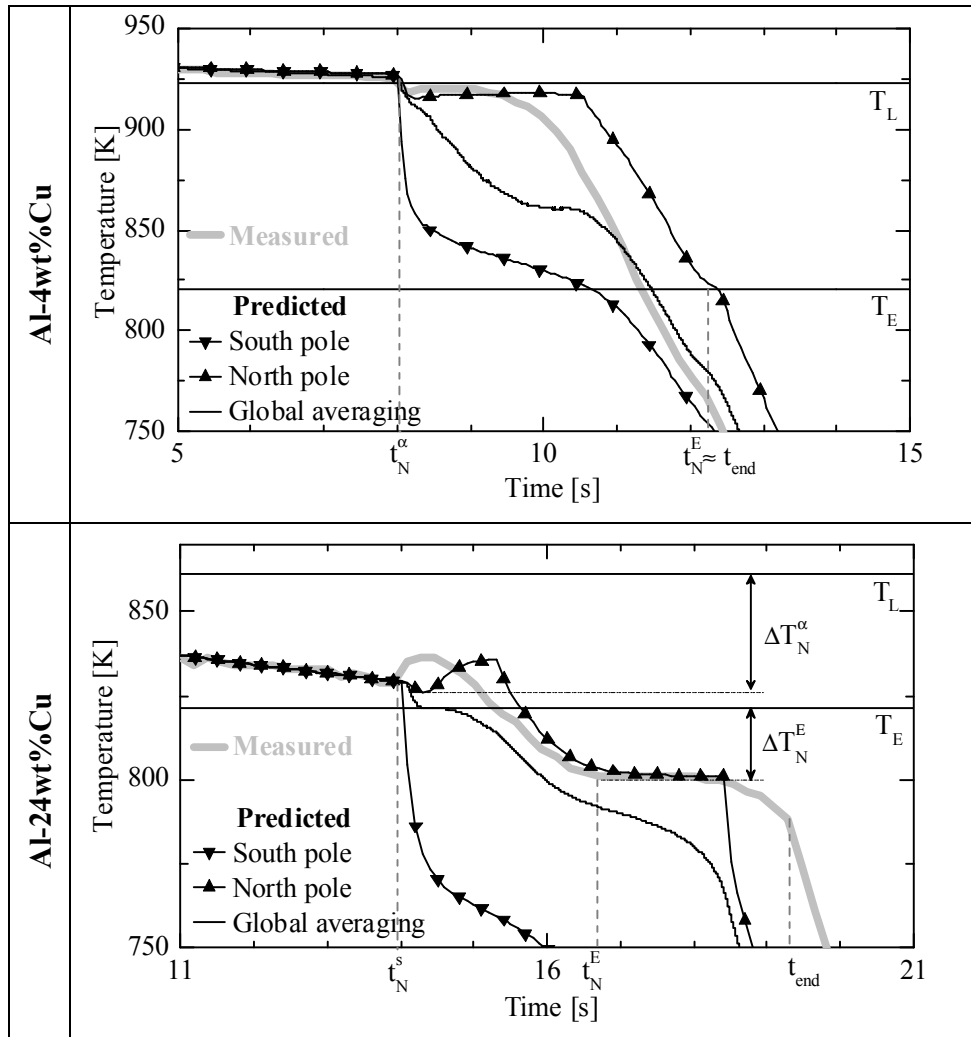 Al-4wt%Cu
Temperature [K]
950
900
850
800
750
T_L
T_E
Measured
Predicted
South pole
North pole
Global averaging
5
10
15
t_N^α
t_N^E ≈ t_end
Time [s]
Al-24wt%Cu
Temperature [K]
850
800
750
T_L
ΔT_N^α
T_E
ΔT_N^E
Measured
Predicted
South pole
North pole
Global averaging
11
16
21
t_N^s
t_N^E
t_end
Time [s]